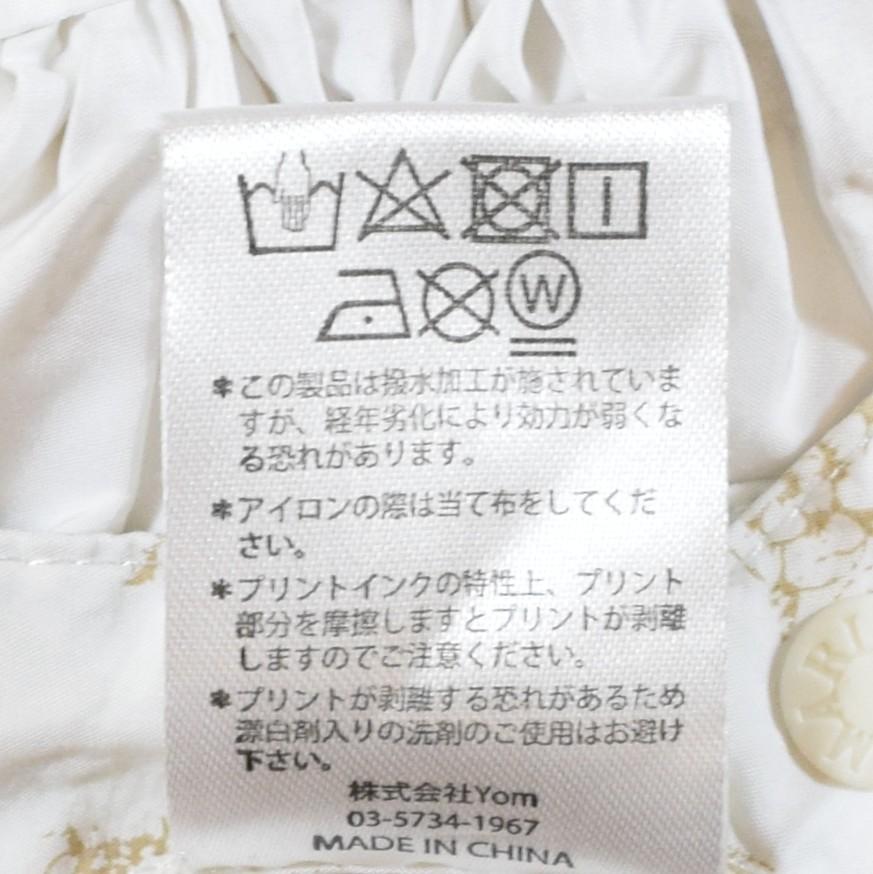 W
*この製品は撥水加工が施されていま
すが、経年劣化により効力が弱くな
る恐れがあります。
*アイロンの際は当て布をしてくだ
さい。
*プリントインクの特性上、プリント
部分を摩擦しますとプリントが剥離
しますのでご注意ください。
*プリントが剥離する恐れがあるため
漂白剤入りの洗剤のご使用はお避け
下さい。
株式会社Yom
03-5734-1967
MADE IN CHINA